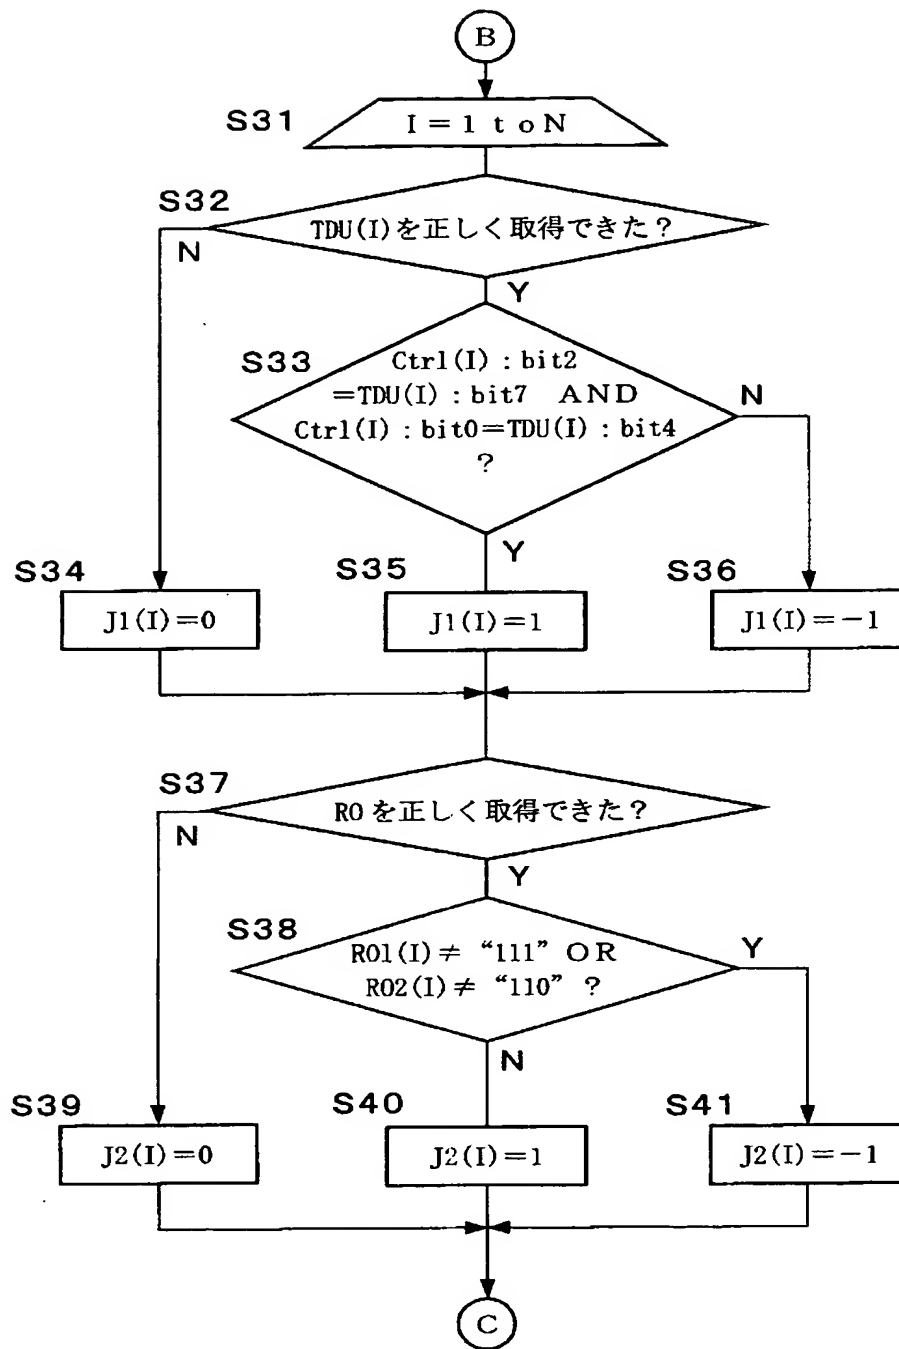 B
S31
I=1 to N
S32
TDU(I)を正しく取得できた?
N
Y
S33
Ctrl(I):bit2
=TDU(I):bit7 AND
Ctrl(I):bit0=TDU(I):bit4
?
N
Y
S34
J1(I)=0
S35
J1(I)=1
S36
J1(I)=-1
S37
ROを正しく取得できた?
N
Y
S38
RO1(I)≠“111” OR
RO2(I)≠“110” ?
Y
N
S39
J2(I)=0
S40
J2(I)=1
S41
J2(I)=-1
C